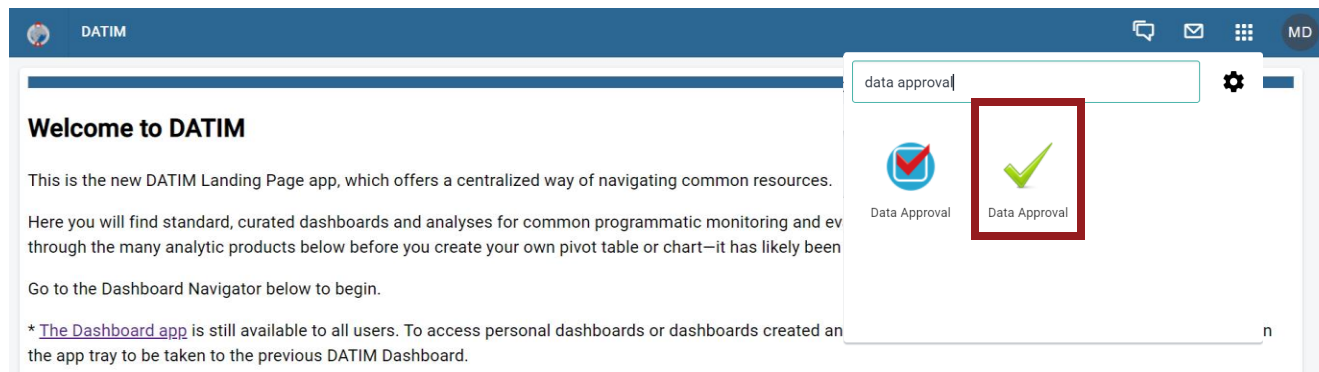 DATIM
MD
data approval
Data Approval
Data Approval
Welcome to DATIM
This is the new DATIM Landing Page app, which offers a centralized way of navigating common resources.
Here you will find standard, curated dashboards and analyses for common programmatic monitoring and ev
through the many analytic products below before you create your own pivot table or chart—it has likely been
Go to the Dashboard Navigator below to begin.
* The Dashboard app is still available to all users. To access personal dashboards or dashboards created an n
the app tray to be taken to the previous DATIM Dashboard.